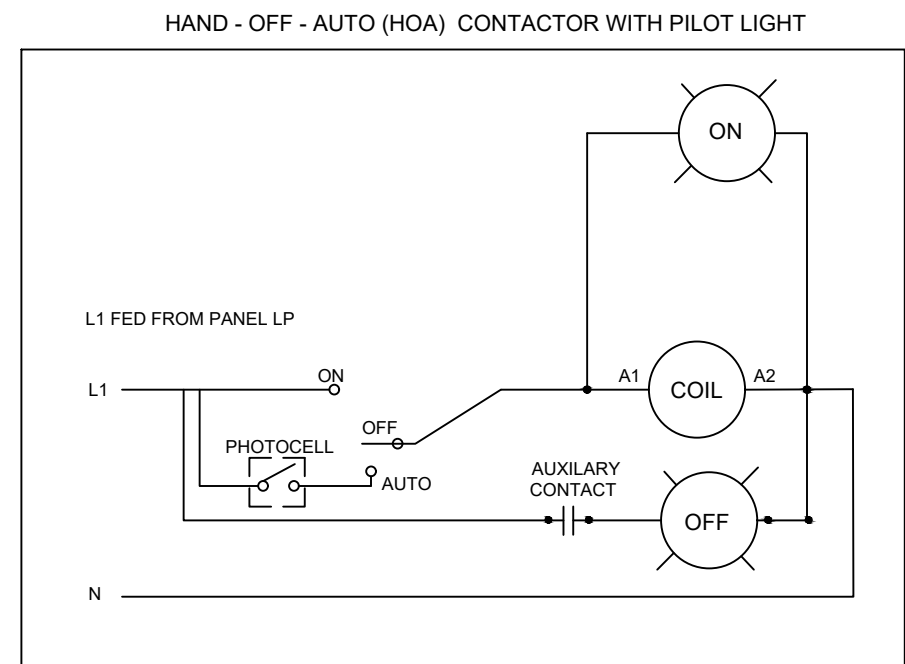 HAND - OFF - AUTO (HOA) CONTACTOR WITH PILOT LIGHT
ON
L1 FED FROM PANEL LP
L1
ON
A1
COIL
A2
OFF
PHOTOCELL
AUTO
AUXILARY
CONTACT
OFF
N